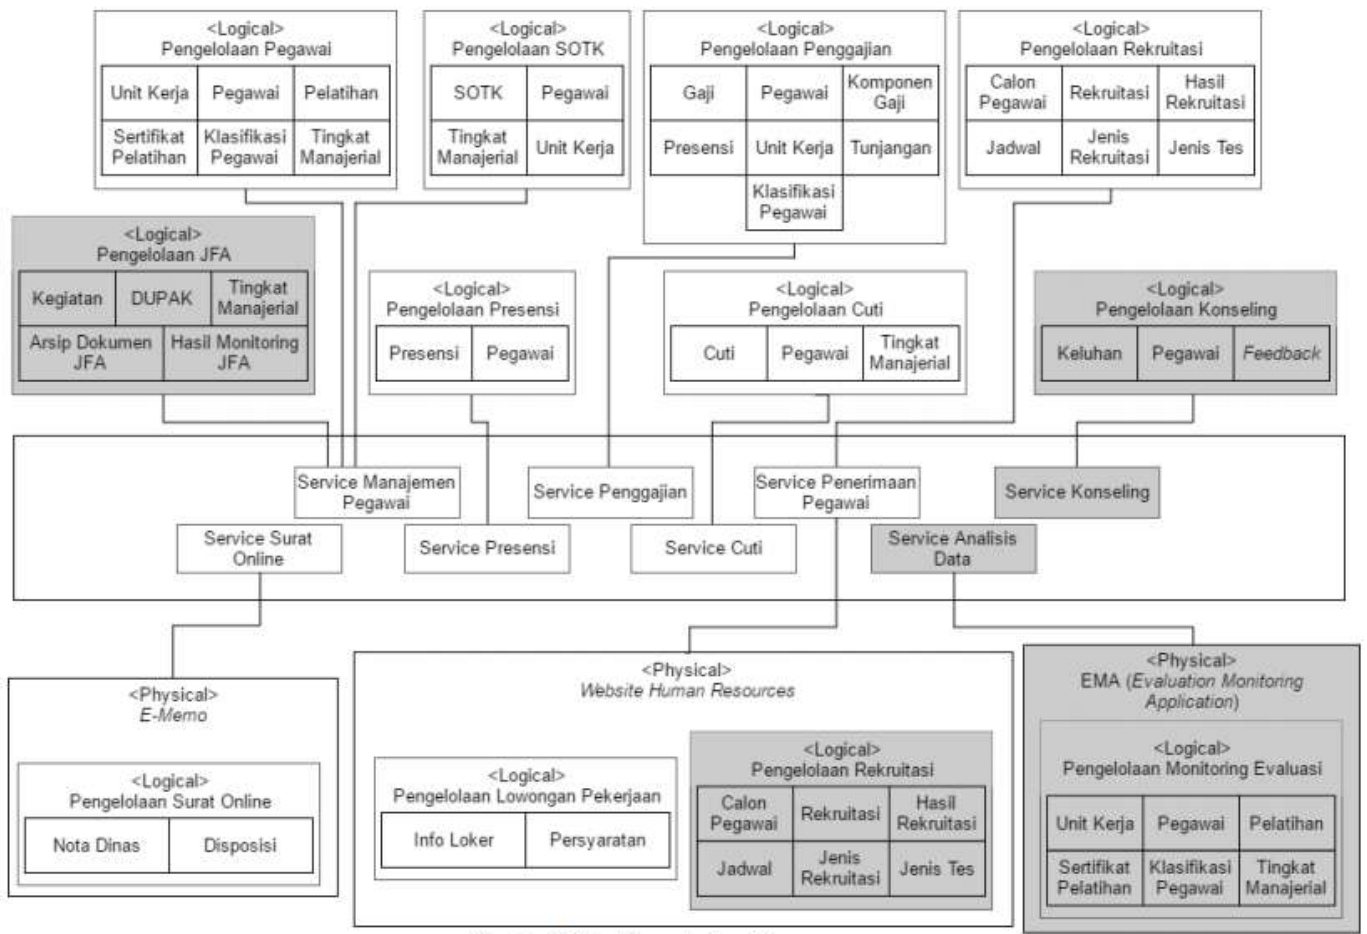 <Logical>
Pengelolaan Pegawai
Unit Kerja
Pegawai
Pelatihan
Sertifikat
Pelatihan
Klasifikasi
Pegawai
Tingkat
Manajerial
<Logical>
Pengelolaan SOTK
SOTK
Pegawai
Tingkat
Manajerial
Unit Kerja
<Logical>
Pengelolaan Penggajian
Gaji
Pegawai
Komponen
Gaji
Presensi
Unit Kerja
Tunjangan
Klasifikasi
Pegawai
<Logical>
Pengelolaan Rekruitasi
Calon
Pegawai
Rekruitasi
Hasil
Rekruitasi
Jadwal
Jenis
Rekruitasi
Jenis Tes
<Logical>
Pengelolaan JFA
Kegiatan
DUPAK
Tingkat
Manajerial
Arsip Dokumen
JFA
Hasil Monitoring
JFA
<Logical>
Pengelolaan Presensi
Presensi
Pegawai
<Logical>
Pengelolaan Cuti
Cuti
Pegawai
Tingkat
Manajerial
<Logical>
Pengelolaan Konseling
Keluhan
Pegawai
Feedback
Service Manajemen
Pegawai
Service Penggajian
Service Penerimaan
Pegawai
Service Konseling
Service Surat
Online
Service Presensi
Service Cuti
Service Analisis
Data
<Physical>
E-Memo
<Logical>
Pengelolaan Surat Online
Nota Dinas
Disposisi
<Physical>
Website Human Resources
<Logical>
Pengelolaan Lowongan Pekerjaan
Info Loker
Persyaratan
<Logical>
Pengelolaan Rekruitasi
Calon
Pegawai
Rekruitasi
Hasil
Rekruitasi
Jadwal
Jenis
Rekruitasi
Jenis Tes
<Physical>
EMA (Evaluation Monitoring
Application)
<Logical>
Pengelolaan Monitoring Evaluasi
Unit Kerja
Pegawai
Pelatihan
Sertifikat
Pelatihan
Klasifikasi
Pegawai
Tingkat
Manajerial